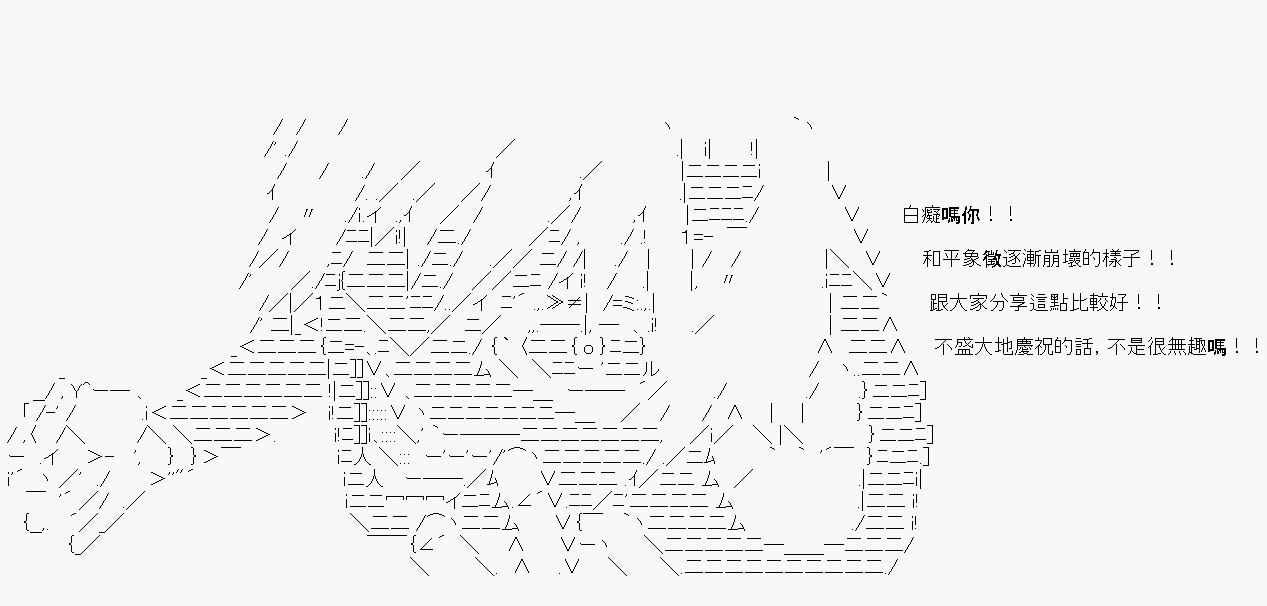 白癡嗎你！！
和平象徵逐漸崩壞的樣子！！
跟大家分享這點比較好！！
不盛大地慶祝的話，不是很無趣嗎！！